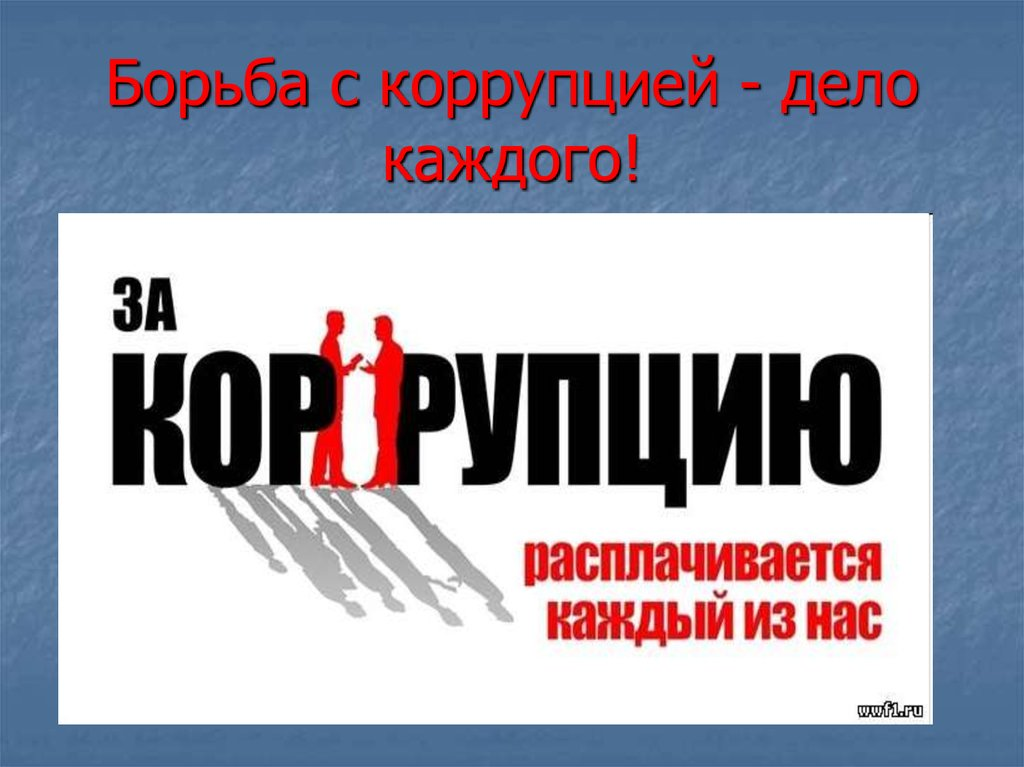 Борьба с коррупцией - дело
каждого!
ЗА
КОРРУПЦИЮ
расплачивается
каждый из нас
wwf1.ru